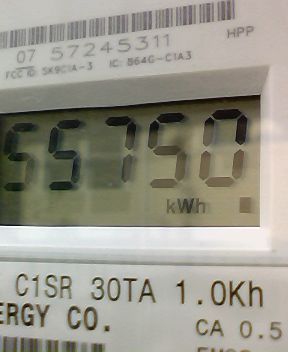 HPP
07 57245311
FCC ID: SK9C1A-3 IC: 864G-C1A3
55750
kWh
C1SR 30TA 1.0Kh
ERGY CO.
CA 0.5